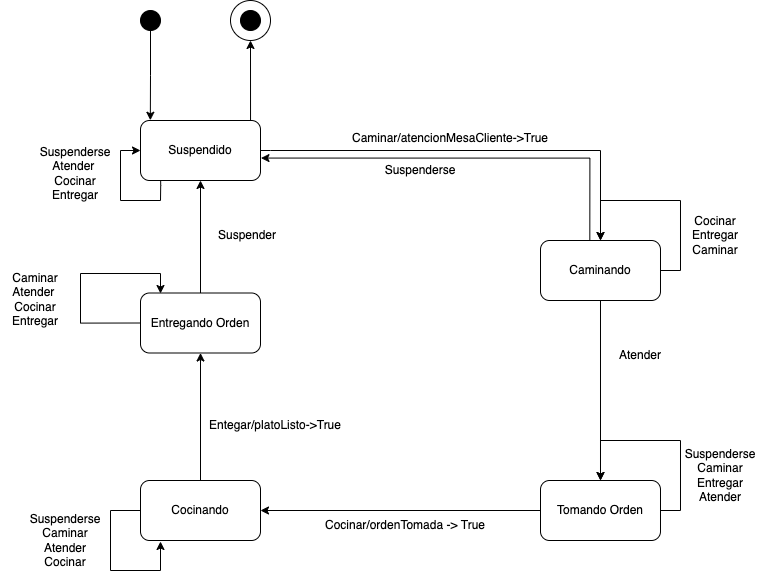 Caminar/atencionMesaCliente->True
Suspendido
Suspenderse
Atender
Cocinar
Entregar
Suspenderse
Cocinar
Entregar
Caminar
Suspender
Caminando
Caminar
Atender
Cocinar
Entregar
Entregando Orden
Atender
Entegar/platoListo->True
Suspenderse
Caminar
Entregar
Atender
Cocinando
Tomando Orden
Cocinar/ordenTomada -> True
Suspenderse
Caminar
Atender
Cocinar